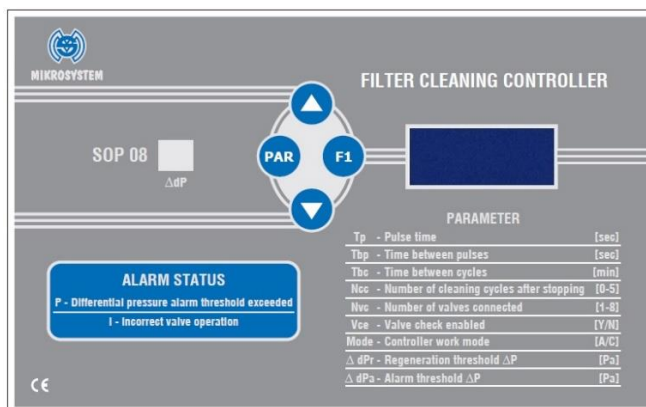 MIKROSYSTEM
FILTER CLEANING CONTROLLER
SOP 08
ΔdP
PAR
F1
ALARM STATUS
P - Differential pressure alarm threshold exceeded
I - Incorrect valve operation
PARAMETER
Tp - Pulse time [sec]
Tbp - Time between pulses [sec]
Tbc - Time between cycles [min]
Ncc - Number of cleaning cycles after stopping [0-5]
Nvc - Number of valves connected [1-8]
Vce - Valve check enabled [Y/N]
Mode - Controller work mode [A/C]
Δ dPr - Regeneration threshold ΔP [Pa]
Δ dPa - Alarm threshold ΔP [Pa]
CE